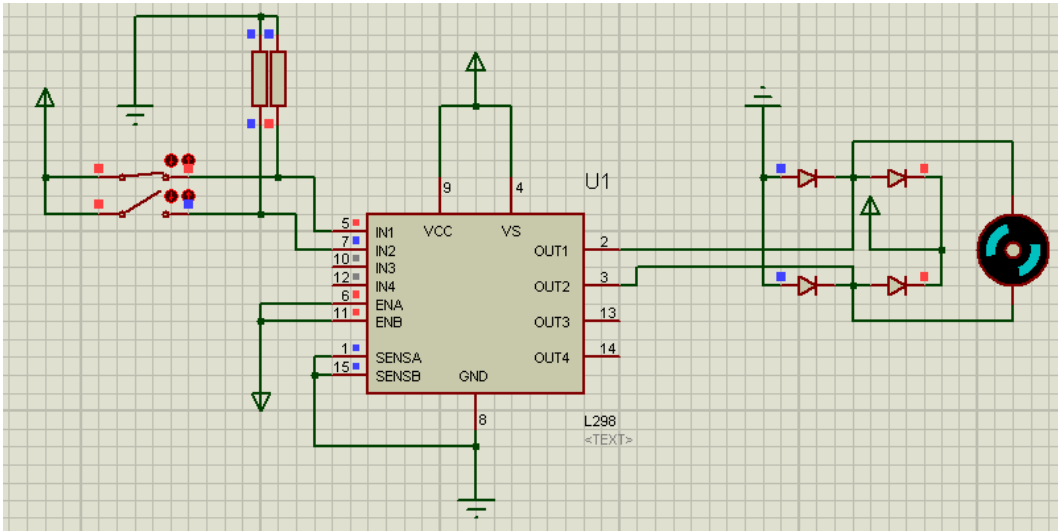 U1
9
4
VCC
VS
5
IN1
7
IN2
10
IN3
12
IN4
6
ENA
11
ENB
1
SENSA
15
SENSB
GND
8
OUT1
2
OUT2
3
OUT3
13
OUT4
14
L298
<TEXT>